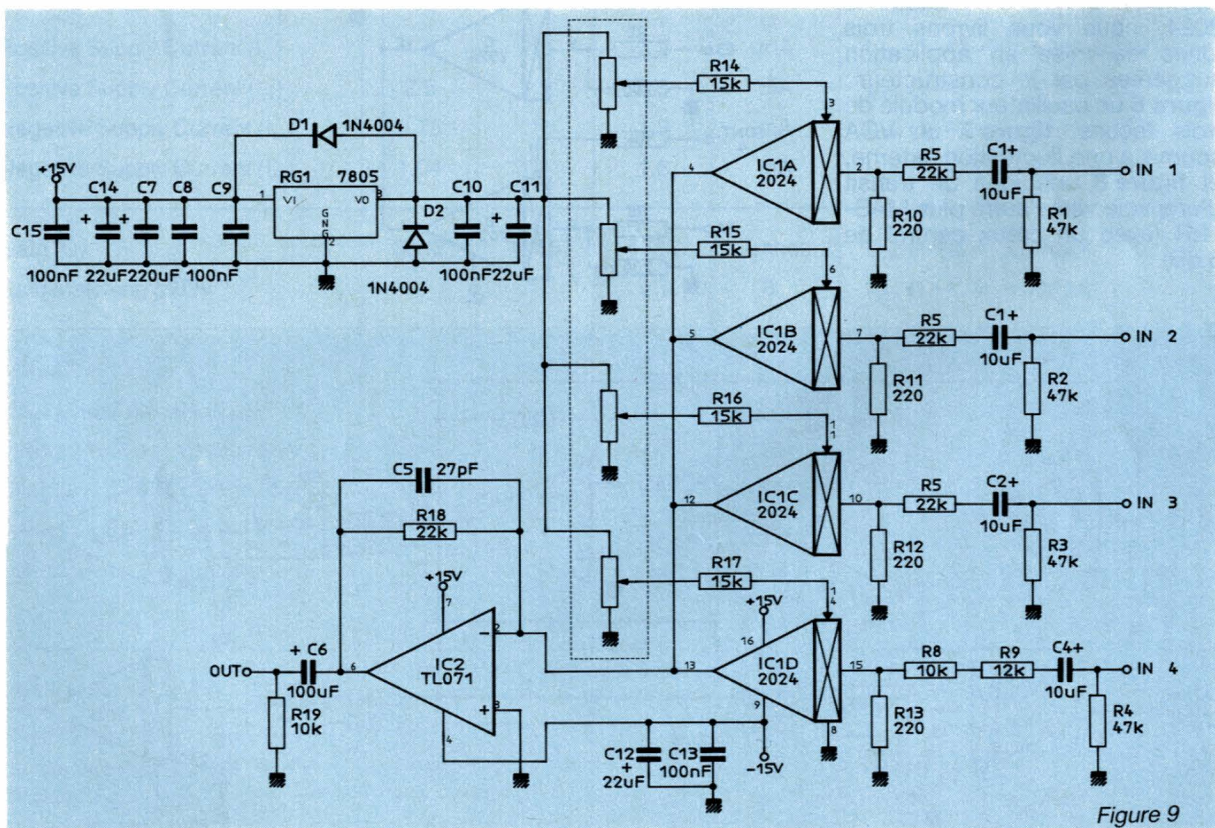 +15V
C15
100nF
C14
22uF
C7
220uF
C8
C9
100nF
D1
1N4004
RG1
7805
VI
VO
GND
1
2
3
D2
1N4004
C10
100nF
C11
22uF
R14
15k
3
4
IC1A
2024
2
R5
22k
C1+
10uF
IN 1
R10
220
R1
47k
R15
15k
6
5
IC1B
2024
7
R5
22k
C1+
10uF
IN 2
R11
220
R2
47k
R16
15k
11
12
IC1C
2024
10
R5
22k
C2+
10uF
IN 3
R12
220
R3
47k
R17
15k
14
+15V
16
13
IC1D
2024
15
9
8
R8
10k
R9
12k
C4+
10uF
IN 4
R13
220
R4
47k
-15V
C12
22uF
C13
100nF
C5
27pF
R18
22k
+15V
7
2
-
IC2
TL071
6
+
3
4
+ C6
100uF
OUT
R19
10k
Figure 9